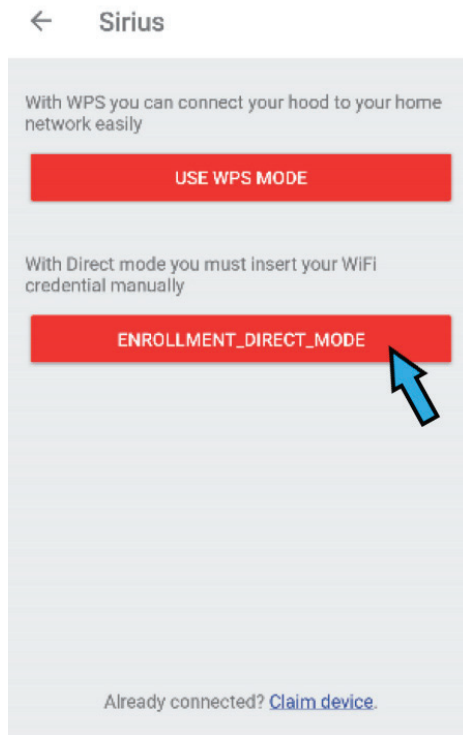 Sirius
With WPS you can connect your hood to your home
network easily
USE WPS MODE
With Direct mode you must insert your WiFi
credential manually
ENROLLMENT_DIRECT_MODE
Already connected? Claim device.